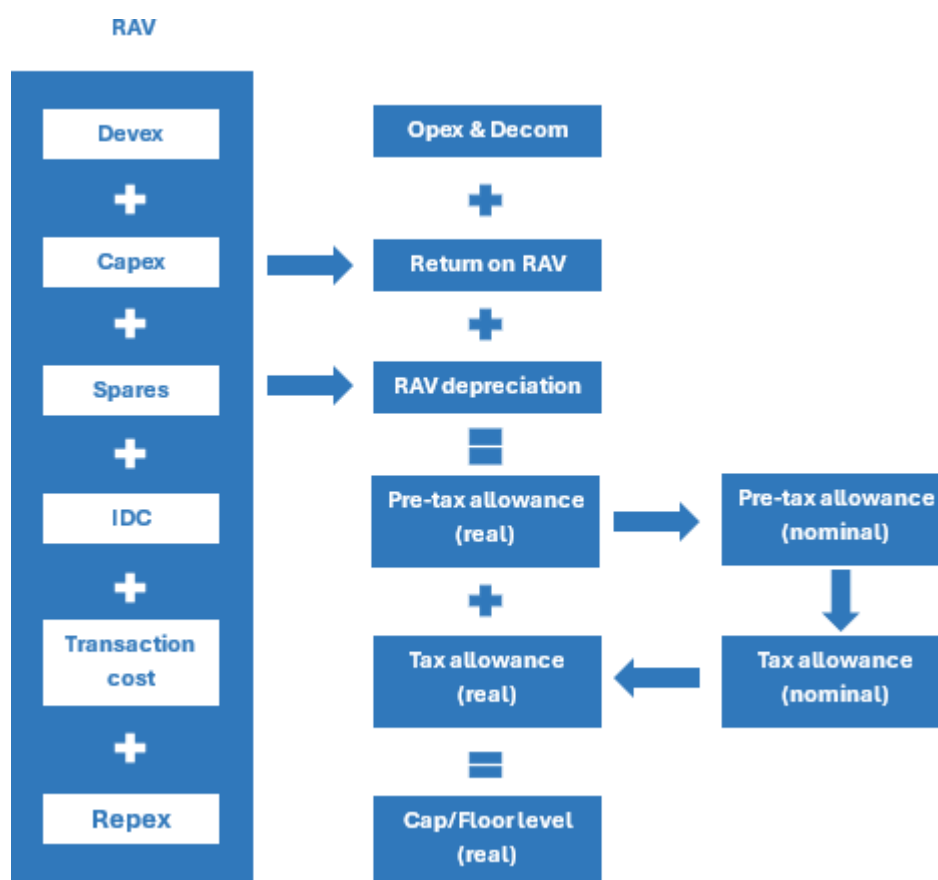 RAV
Devex
Capex
Spares
IDC
Transaction
cost
Repex
Opex & Decom
Return on RAV
RAV depreciation
Pre-tax allowance
(real)
Tax allowance
(real)
Cap/Floor level
(real)
Pre-tax allowance
(nominal)
Tax allowance
(nominal)